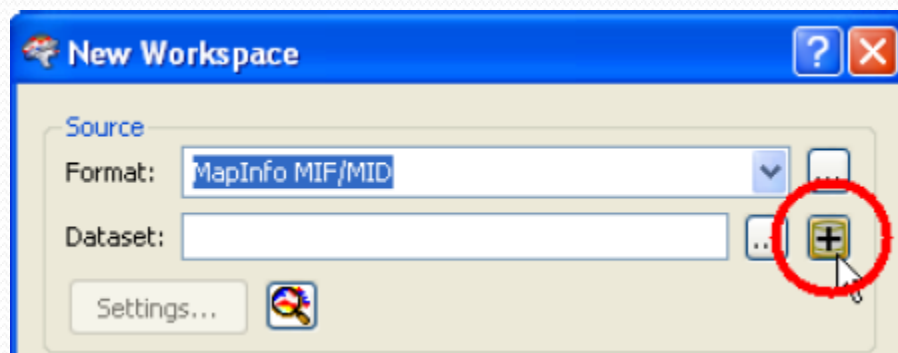 New Workspace
Source
Format: MapInfo MIF/MID ...
Dataset: ...
Settings...